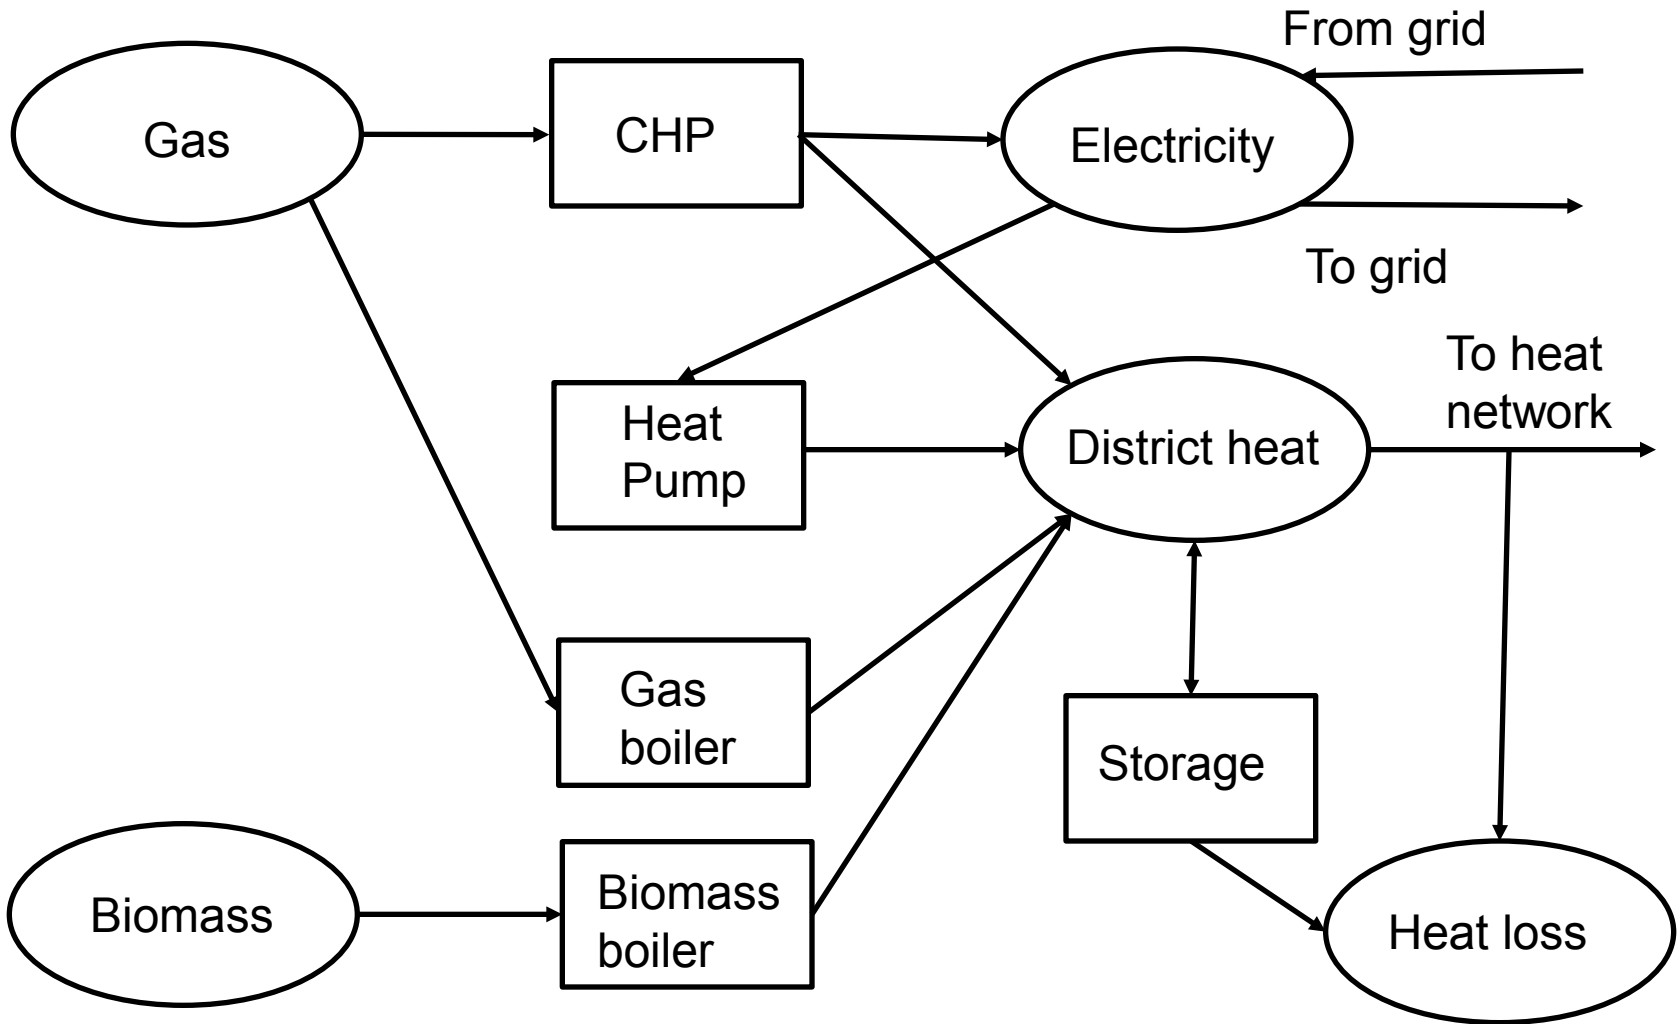 From grid
Gas
CHP
Electricity
To grid
To heat
network
Heat
Pump
District heat
Gas
boiler
Storage
Biomass
Biomass
boiler
Heat loss